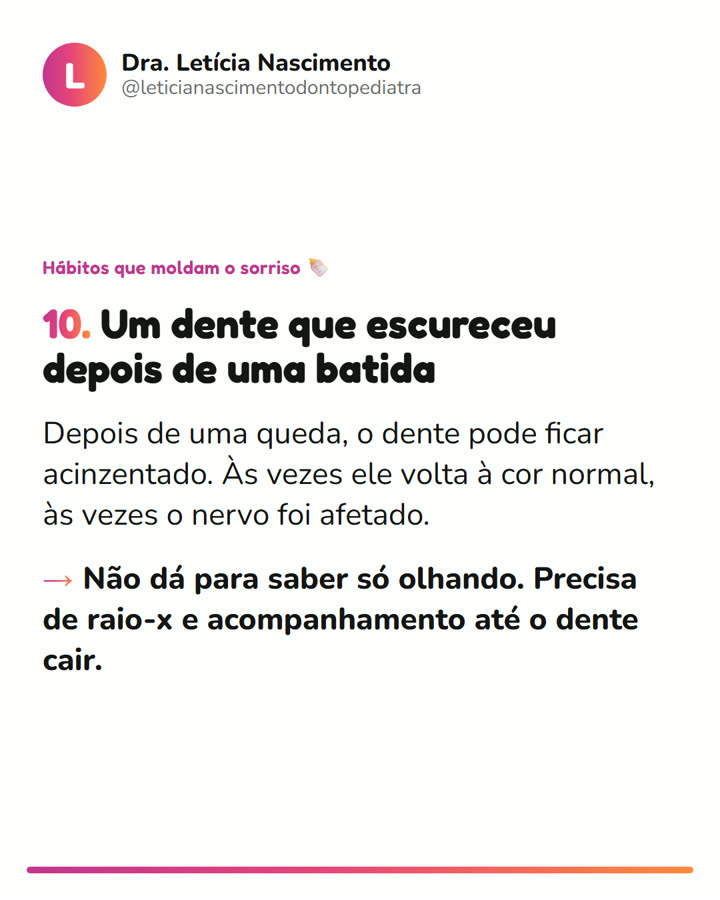 L
Dra. Letícia Nascimento
@leticianascimentodontopediatra
Hábitos que moldam o sorriso 🍼
10. Um dente que escureceu
depois de uma batida
Depois de uma queda, o dente pode ficar
acinzentado. Às vezes ele volta à cor normal,
às vezes o nervo foi afetado.
→ Não dá para saber só olhando. Precisa
de raio-x e acompanhamento até o dente
cair.